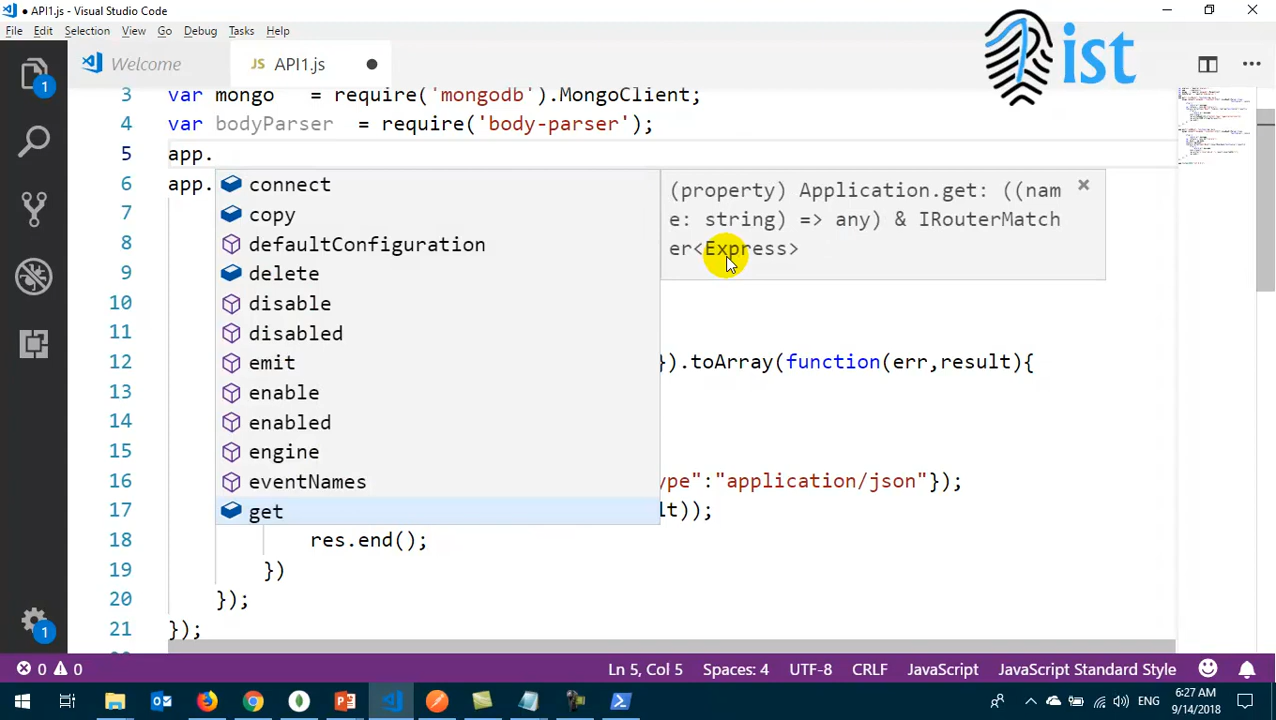 ● API1.js - Visual Studio Code
File Edit Selection View Go Debug Tasks Help
ist
1
Welcome
JS API1.js ●
3 var mongo = require('mongodb').MongoClient;
4 var bodyParser = require('body-parser');
5 app.
6 app.
connect
(property) Application.get: ((nam
7 copy
e: string) => any) & IRouterMatch
8 defaultConfiguration
er<Express>
9 delete
10 disable
11 disabled
12 emit
}).toArray(function(err,result){
13 enable
14 enabled
15 engine
16 eventNames
ype":"application/json"});
17 get
lt));
18 res.end();
19 })
20 });
21 });
1
0 0 Ln 5, Col 5 Spaces: 4 UTF-8 CRLF JavaScript JavaScript Standard Style
ENG
6:27 AM
9/14/2018